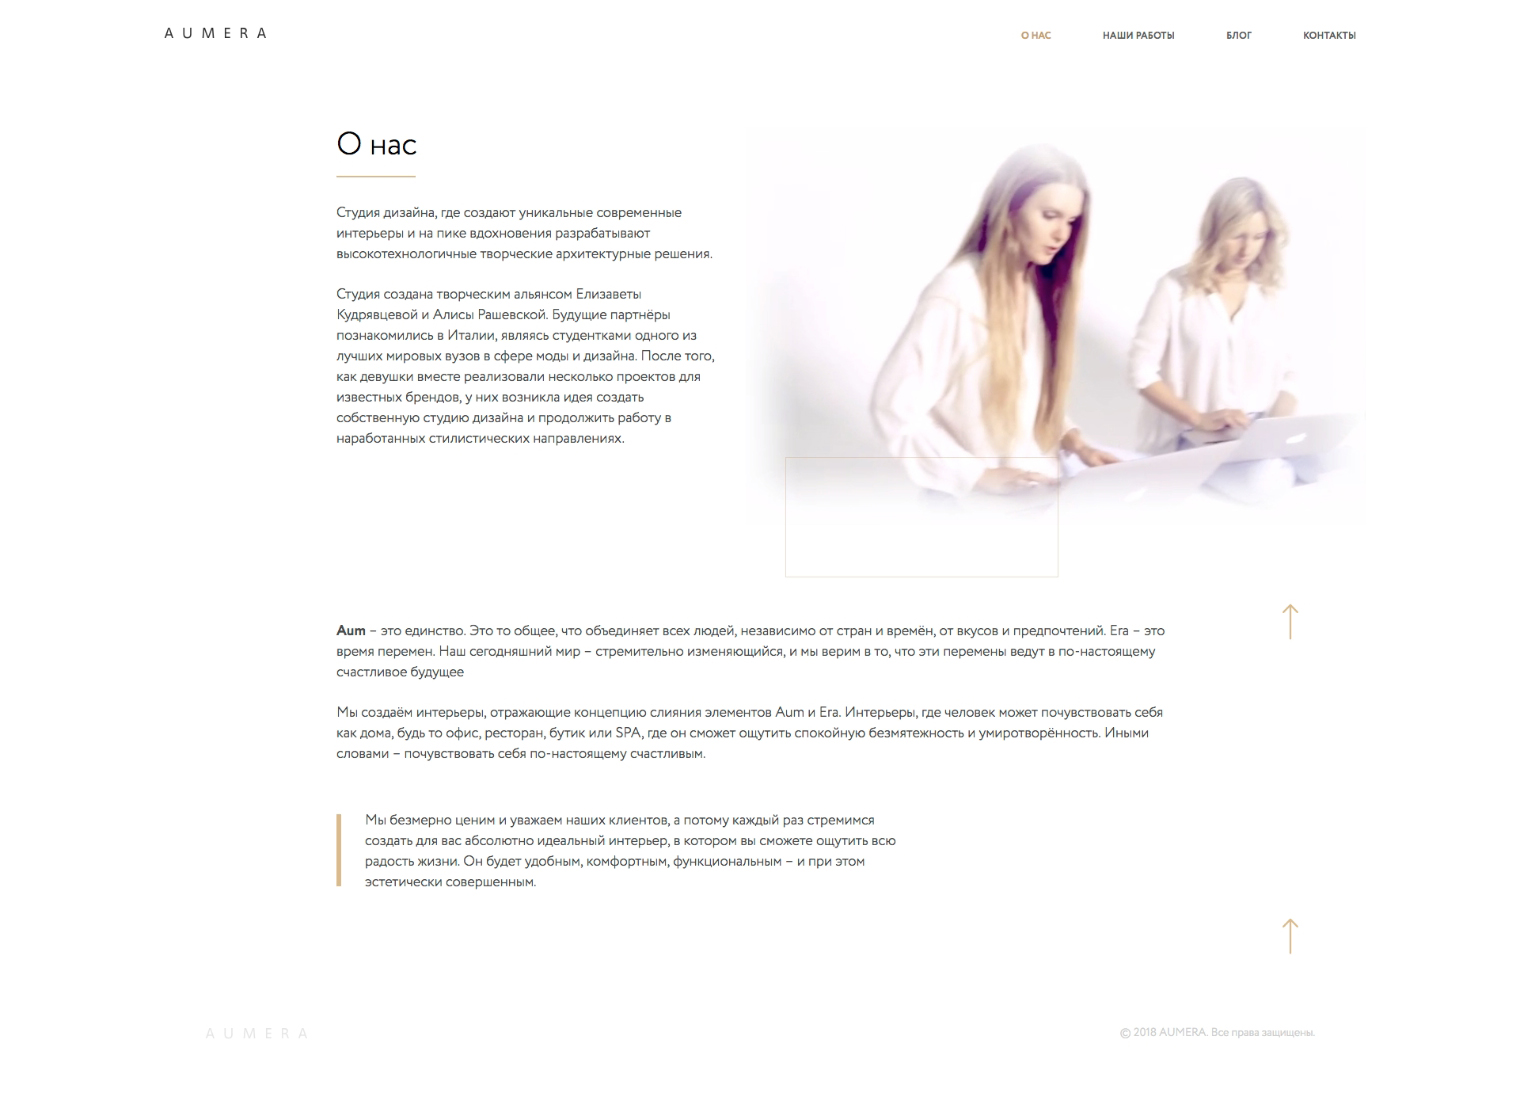 AUMERA
О НАС
НАШИ РАБОТЫ
БЛОГ
КОНТАКТЫ
О нас
Студия дизайна, где создают уникальные современные
интерьеры и на пике вдохновения разрабатывают
высокотехнологичные творческие архитектурные решения.
Студия создана творческим альянсом Елизаветы
Кудрявцевой и Алисы Рашевской. Будущие партнёры
познакомились в Италии, являясь студентками одного из
лучших мировых вузов в сфере моды и дизайна. После того,
как девушки вместе реализовали несколько проектов для
известных брендов, у них возникла идея создать
собственную студию дизайна и продолжить работу в
наработанных стилистических направлениях.
Aum – это единство. Это то общее, что объединяет всех людей, независимо от стран и времён, от вкусов и предпочтений. Era – это
время перемен. Наш сегодняшний мир – стремительно изменяющийся, и мы верим в то, что эти перемены ведут в по-настоящему
счастливое будущее
Мы создаём интерьеры, отражающие концепцию слияния элементов Aum и Era. Интерьеры, где человек может почувствовать себя
как дома, будь то офис, ресторан, бутик или SPA, где он сможет ощутить спокойную безмятежность и умиротворённость. Иными
словами – почувствовать себя по-настоящему счастливым.
Мы безмерно ценим и уважаем наших клиентов, а потому каждый раз стремимся
создать для вас абсолютно идеальный интерьер, в котором вы сможете ощутить всю
радость жизни. Он будет удобным, комфортным, функциональным – и при этом
эстетически совершенным.
AUMERA
© 2018 AUMERA. Все права защищены.